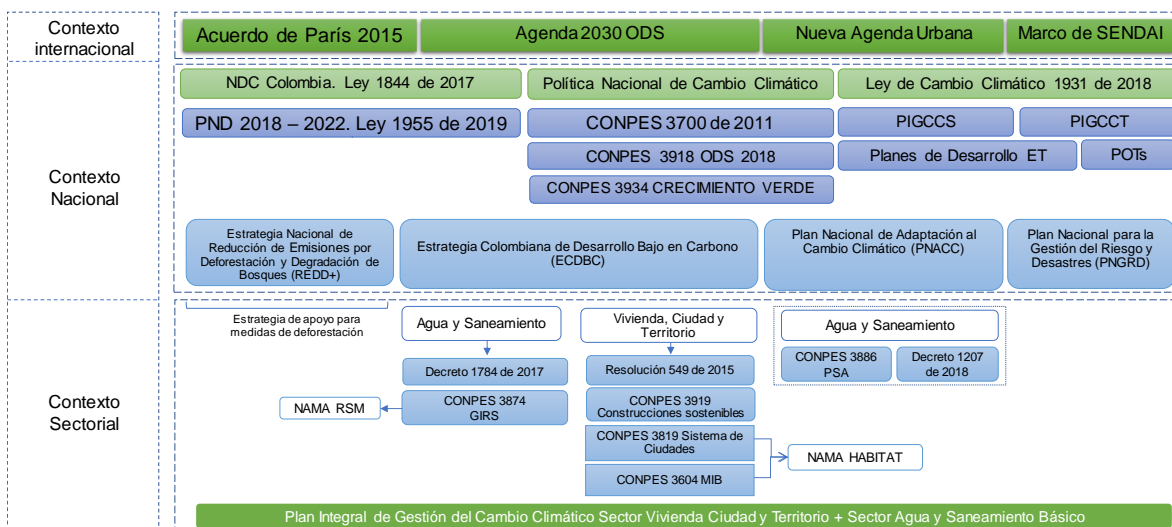 Contexto
internacional
Acuerdo de París 2015
Agenda 2030 ODS
Nueva Agenda Urbana
Marco de SENDAI
Contexto
Nacional
NDC Colombia. Ley 1844 de 2017
Política Nacional de Cambio Climático
Ley de Cambio Climático 1931 de 2018
PND 2018 – 2022. Ley 1955 de 2019
CONPES 3700 de 2011
PIGCCS
PIGCCT
CONPES 3918 ODS 2018
Planes de Desarrollo ET
POTs
CONPES 3934 CRECIMIENTO VERDE
Estrategia Nacional de
Reducción de Emisiones por
Deforestación y Degradación de
Bosques (REDD+)
Estrategia Colombiana de Desarrollo Bajo en Carbono
(ECDBC)
Plan Nacional de Adaptación al
Cambio Climático (PNACC)
Plan Nacional para la
Gestión del Riesgo y
Desastres (PNGRD)
Contexto
Sectorial
Estrategia de apoyo para
medidas de deforestación
Agua y Saneamiento
Decreto 1784 de 2017
CONPES 3874
GIRS
NAMA RSM
Vivienda, Ciudad y
Territorio
Resolución 549 de 2015
CONPES 3919
Construcciones sostenibles
CONPES 3819 Sistema de
Ciudades
CONPES 3604 MIB
NAMA HABITAT
Agua y Saneamiento
CONPES 3886
PSA
Decreto 1207
de 2018
Plan Integral de Gestión del Cambio Climático Sector Vivienda Ciudad y Territorio + Sector Agua y Saneamiento Básico